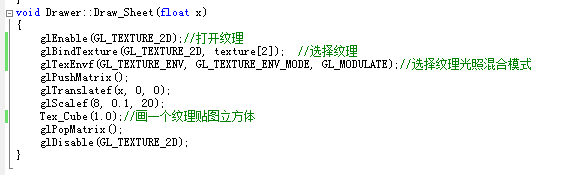 void Drawer::Draw_Sheet(float x)
{
glEnable(GL_TEXTURE_2D);//打开纹理
glBindTexture(GL_TEXTURE_2D, texture[2]);  //选择纹理
glTexEnvf(GL_TEXTURE_ENV, GL_TEXTURE_ENV_MODE, GL_MODULATE);//选择纹理光照混合模式
glPushMatrix();
glTranslatef(x, 0, 0);
glScalef(8, 0.1, 20);
Tex_Cube(1.0);//画一个纹理贴图立方体
glPopMatrix();
glDisable(GL_TEXTURE_2D);
}